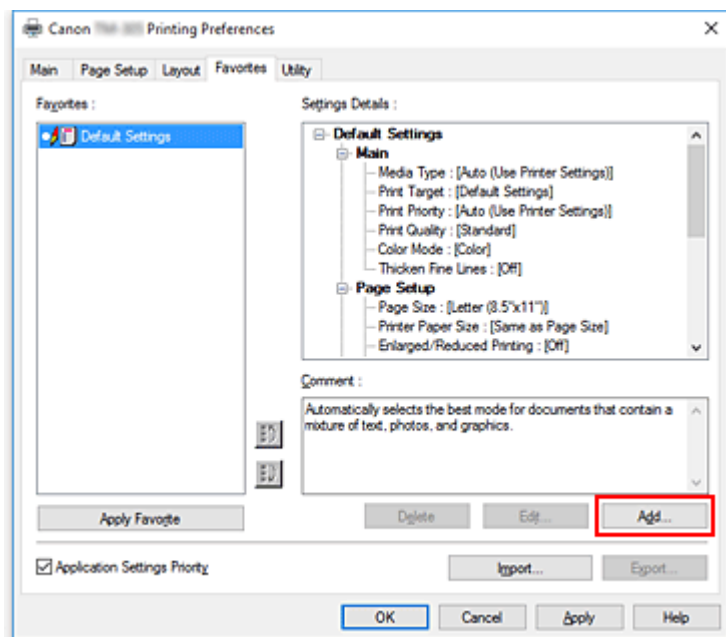 Canon Printing Preferences
Main Page Setup Layout Favorites Utility
Favorites :
Default Settings
Apply Favorite
Settings Details :
Default Settings
Main
Media Type : [Auto (Use Printer Settings)]
Print Target : [Default Settings]
Print Priority : [Auto (Use Printer Settings)]
Print Quality : [Standard]
Color Mode : [Color]
Thicken Fine Lines : [Off]
Page Setup
Page Size : [Letter (8.5"x11")]
Printer Paper Size : [Same as Page Size]
Enlarged/Reduced Printing : [Off]
Comment :
Automatically selects the best mode for documents that contain a
mixture of text, photos, and graphics.
Delete Edit... Add...
Application Settings Priority
Import... Export...
OK Cancel Apply Help